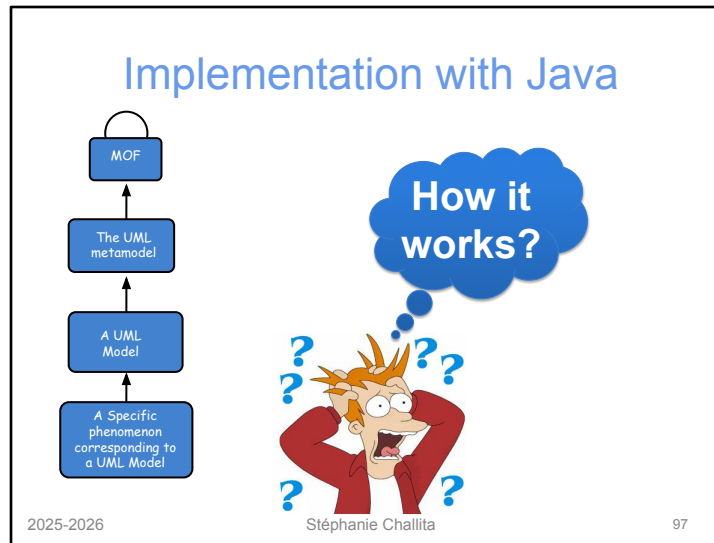 Implementation with Java
MOF
The UML
metamodel
A UML
Model
A Specific
phenomenon
corresponding to
a UML Model
How it
works?
?
?
?
?
?
?
2025-2026
Stéphanie Challita
97